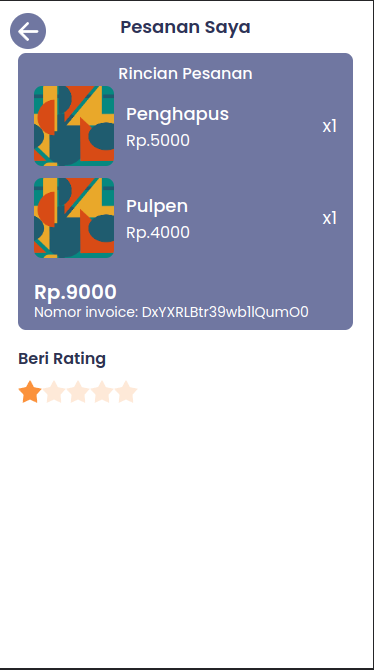 Pesanan Saya
Rincian Pesanan
Penghapus
Rp.5000
x1
Pulpen
Rp.4000
x1
Rp.9000
Nomor invoice: DxYXRLBtr39wb1lQumO0
Beri Rating